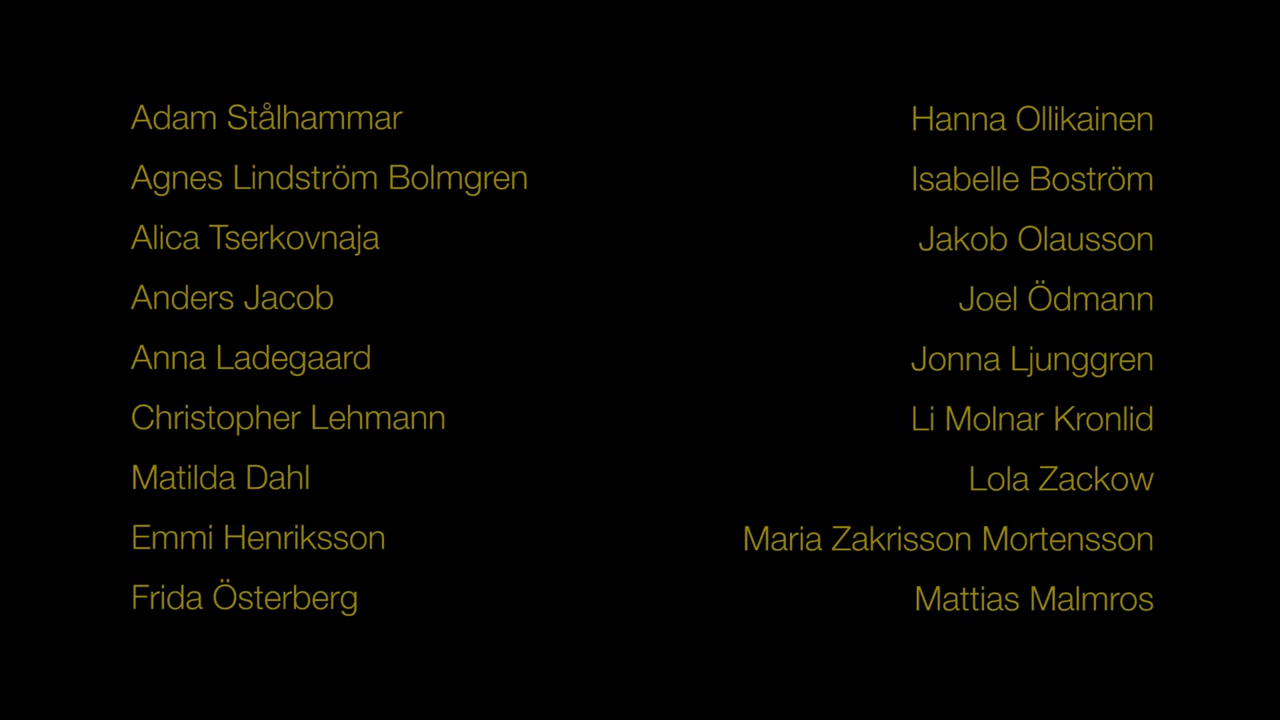 Adam Stålhammar
Agnes Lindström Bolmgren
Alica Tserkovnaja
Anders Jacob
Anna Ladegaard
Christopher Lehmann
Matilda Dahl
Emmi Henriksson
Frida Österberg
Hanna Ollikainen
Isabelle Boström
Jakob Olausson
Joel Ödmann
Jonna Ljunggren
Li Molnar Kronlid
Lola Zackow
Maria Zakrisson Mortensson
Mattias Malmros